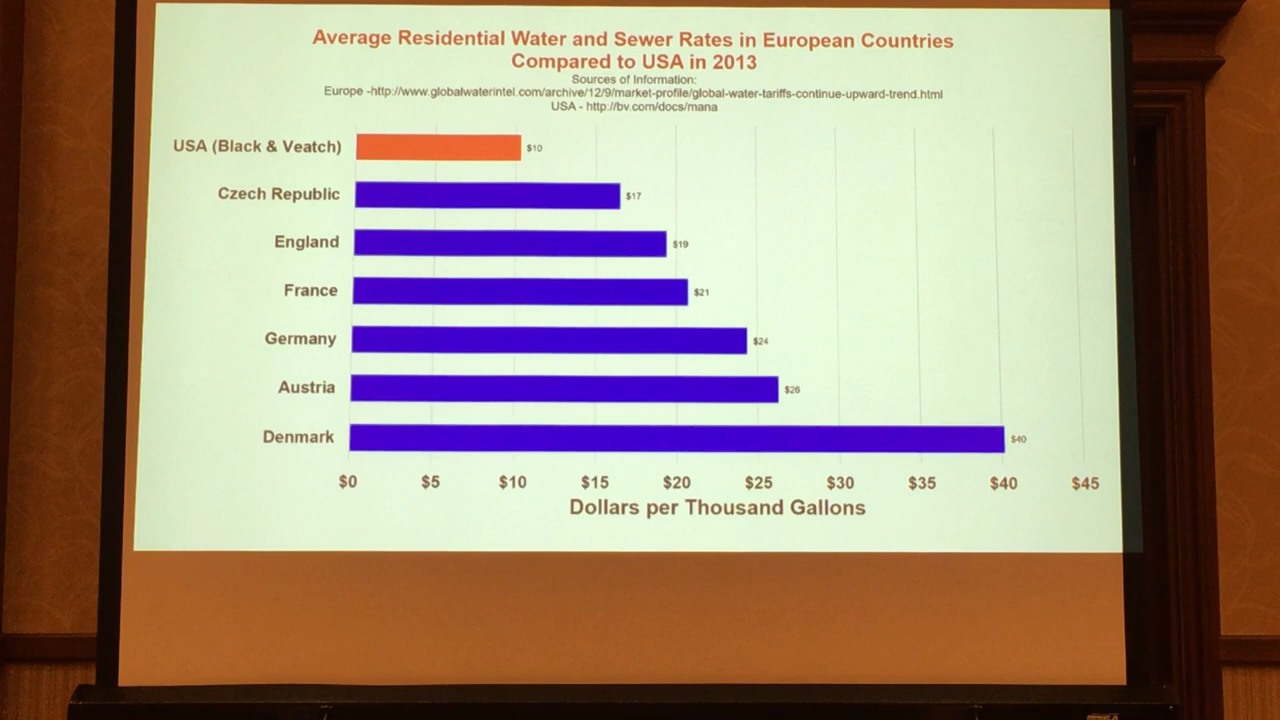 Average Residential Water and Sewer Rates in European Countries
Compared to USA in 2013
Sources of Information:
Europe -http://www.globalwaterintel.com/archive/12/9/market-profile/global-water-tariffs-continue-upward-trend.html
USA - http://bv.com/docs/mana
USA (Black & Veatch) $10
Czech Republic $17
England $19
France $21
Germany $24
Austria $26
Denmark $40
$0 $5 $10 $15 $20 $25 $30 $35 $40 $45
Dollars per Thousand Gallons